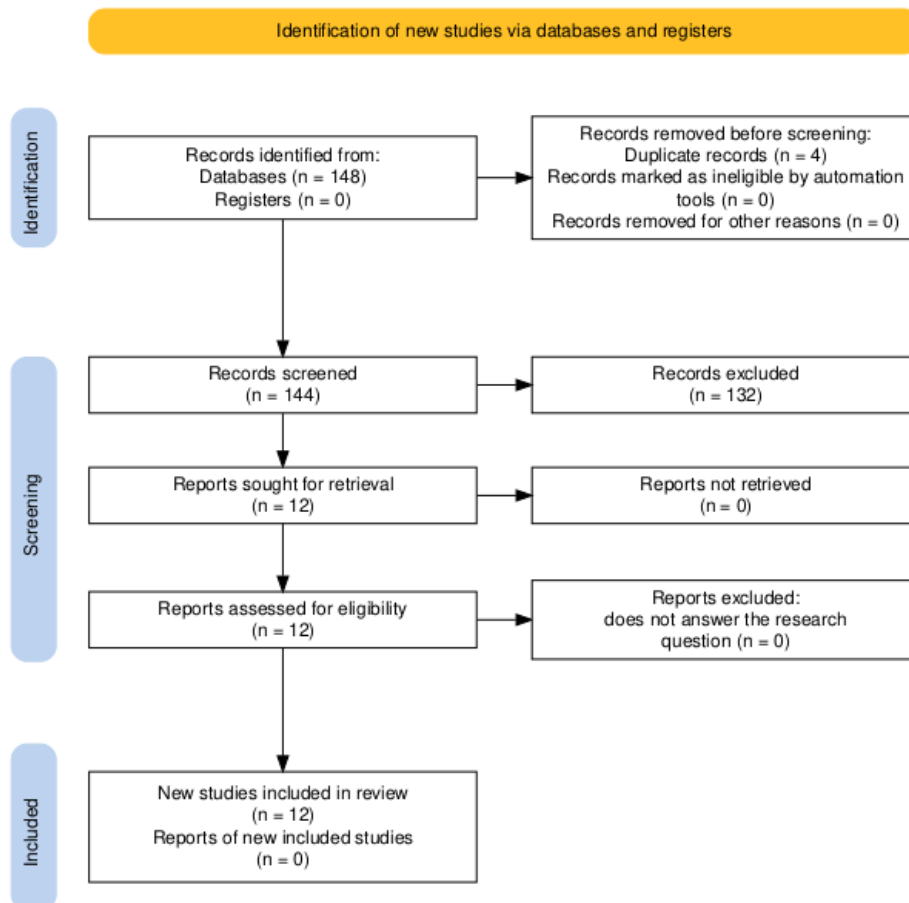 Identification of new studies via databases and registers
Identification
Records identified from:
Databases (n = 148)
Registers (n = 0)
Records removed before screening:
Duplicate records (n = 4)
Records marked as ineligible by automation
tools (n = 0)
Records removed for other reasons (n = 0)
Screening
Records screened
(n = 144)
Records excluded
(n = 132)
Reports sought for retrieval
(n = 12)
Reports not retrieved
(n = 0)
Reports assessed for eligibility
(n = 12)
Reports excluded:
does not answer the research
question (n = 0)
Included
New studies included in review
(n = 12)
Reports of new included studies
(n = 0)